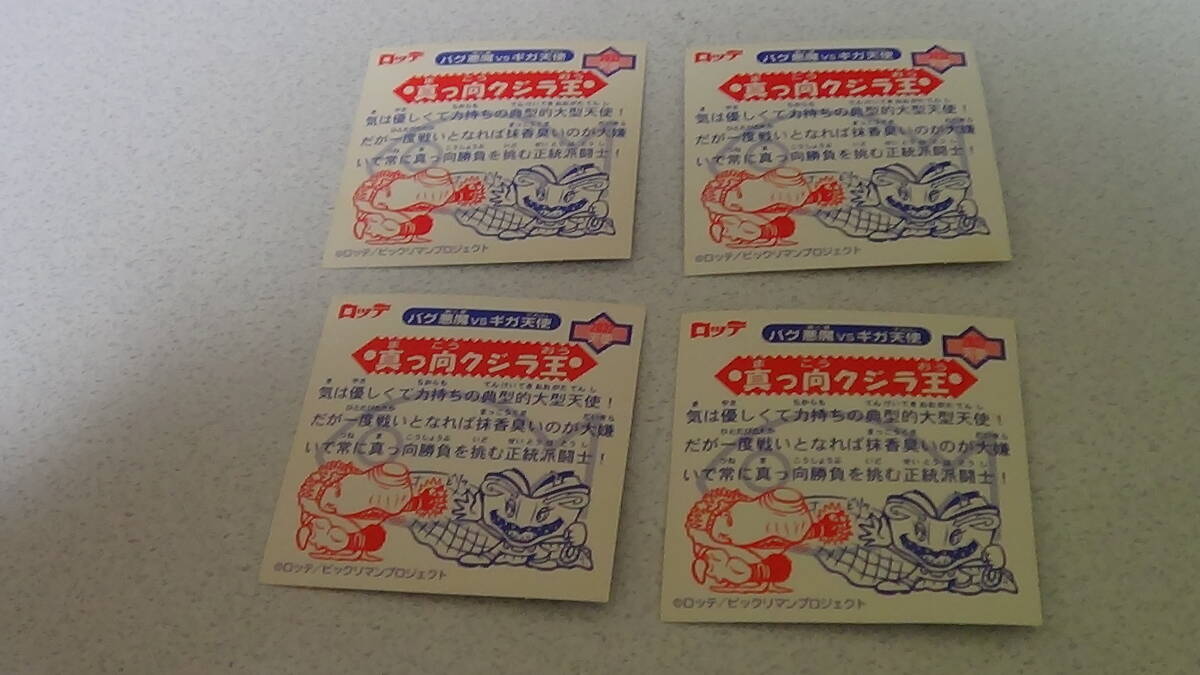 ロッテ
バグ悪魔vsギガ天使
真っ向クジラ王
気は優しくて力持ちの典型的大型天使!
だが一度戦いとなれば抹香臭いのが大嫌
いで常に真っ向勝負を挑む正統派闘士!
©ロッテ/ビックリマンプロジェクト
ロッテ
バグ悪魔vsギガ天使
真っ向クジラ王
気は優しくて力持ちの典型的大型天使!
だが一度戦いとなれば抹香臭いのが大嫌
いで常に真っ向勝負を挑む正統派闘士!
©ロッテ/ビックリマンプロジェクト
ロッテ
バグ悪魔vsギガ天使
真っ向クジラ王
気は優しくて力持ちの典型的大型天使!
だが一度戦いとなれば抹香臭いのが大嫌
いで常に真っ向勝負を挑む正統派闘士!
©ロッテ/ビックリマンプロジェクト
ロッテ
バグ悪魔vsギガ天使
真っ向クジラ王
気は優しくて力持ちの典型的大型天使!
だが一度戦いとなれば抹香臭いのが大嫌
いで常に真っ向勝負を挑む正統派闘士!
©ロッテ/ビックリマンプロジェクト